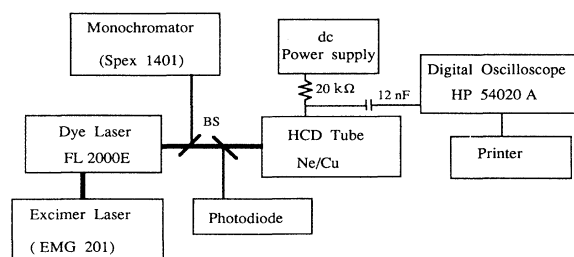 Monochromator
(Spex 1401)
dc
Power supply
20 kΩ
12 nF
Digital Oscilloscope
HP 54020 A
BS
Dye Laser
FL 2000E
HCD Tube
Ne/Cu
Printer
Excimer Laser
( EMG 201)
Photodiode